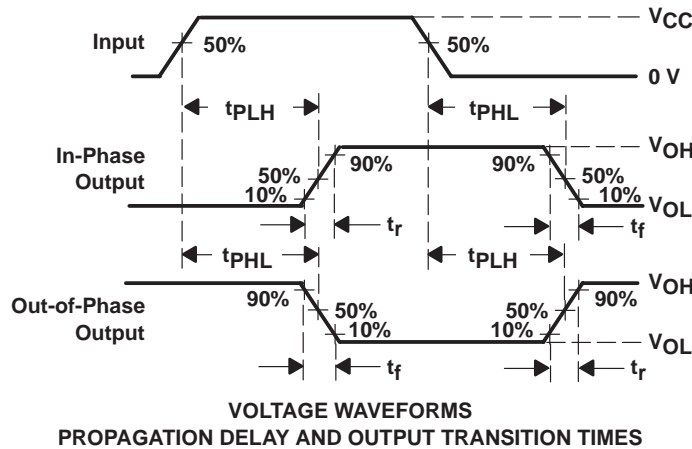 VCC
Input
50%
50%
0 V
tPLH
tPHL
In-Phase
Output
VOH
90%
90%
50%
50%
10%
10%
VOL
tr
tf
tPHL
tPLH
Out-of-Phase
Output
VOH
90%
90%
50%
50%
10%
10%
VOL
tf
tr
VOLTAGE WAVEFORMS
PROPAGATION DELAY AND OUTPUT TRANSITION TIMES